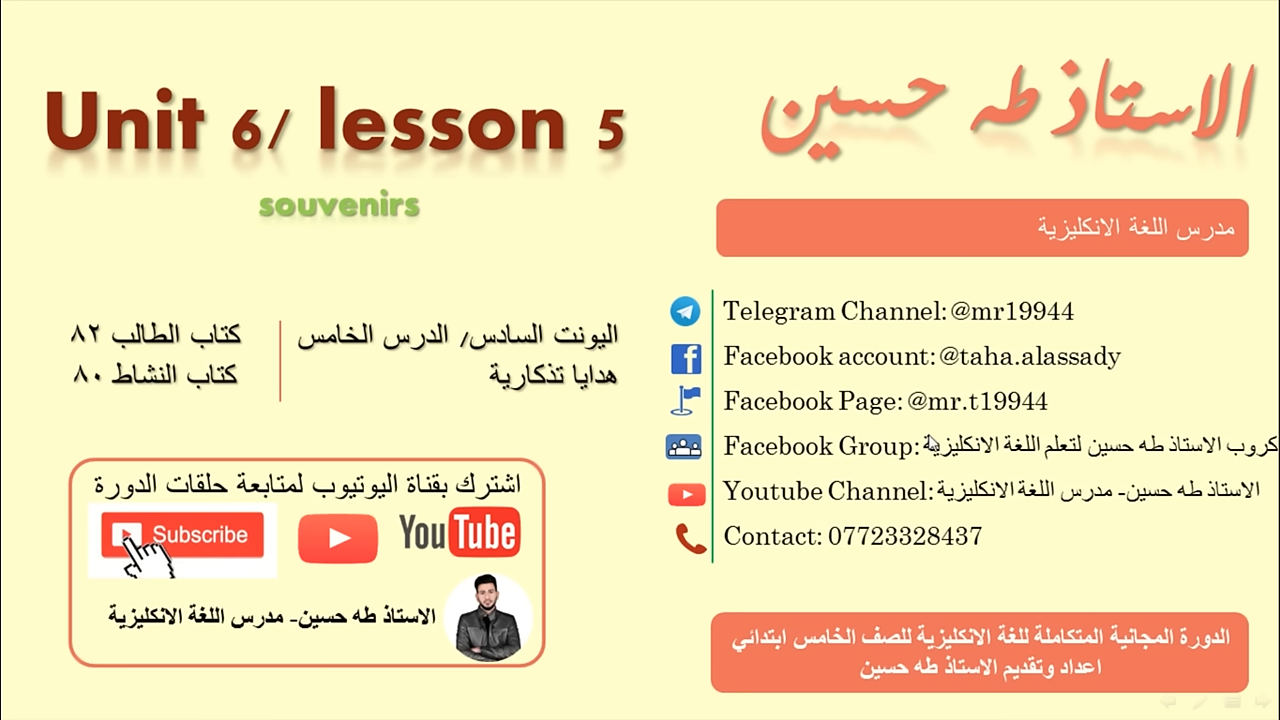 Unit 6/ lesson 5
souvenirs
الاستاذ طه حسين
مدرس اللغة الانكليزية
اليونت السادس/ الدرس الخامس
هدايا تذكارية
كتاب الطالب ٨٢
كتاب النشاط ٨٠
Telegram Channel: @mr19944
Facebook account: @taha.alassady
Facebook Page: @mr.t19944
Facebook Group: كروب الاستاذ طه حسين لتعلم اللغة الانكليزية
Youtube Channel: الاستاذ طه حسين- مدرس اللغة الانكليزية
Contact: 07723328437
اشترك بقناة اليوتيوب لمتابعة حلقات الدورة
Subscribe
YouTube
الاستاذ طه حسين- مدرس اللغة الانكليزية
الدورة المجانية المتكاملة للغة الانكليزية للصف الخامس ابتدائي
اعداد وتقديم الاستاذ طه حسين